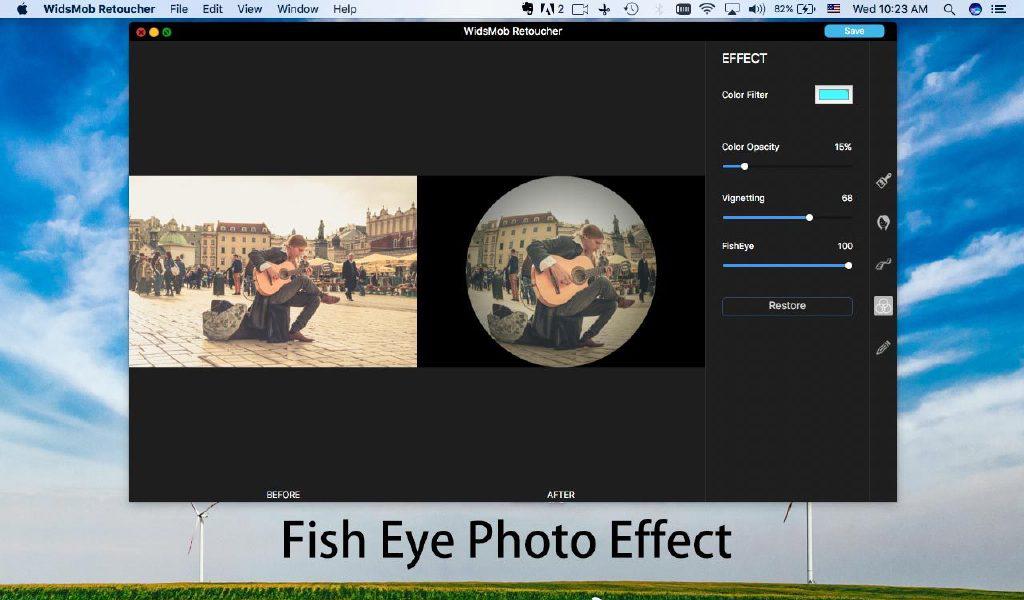 WidsMob Retoucher File Edit View Window Help 2 82% Wed 10:23 AM
WidsMob Retoucher
Save
EFFECT
Color Filter
Color Opacity 15%
Vignetting 68
FishEye 100
Restore
BEFORE AFTER
Fish Eye Photo Effect